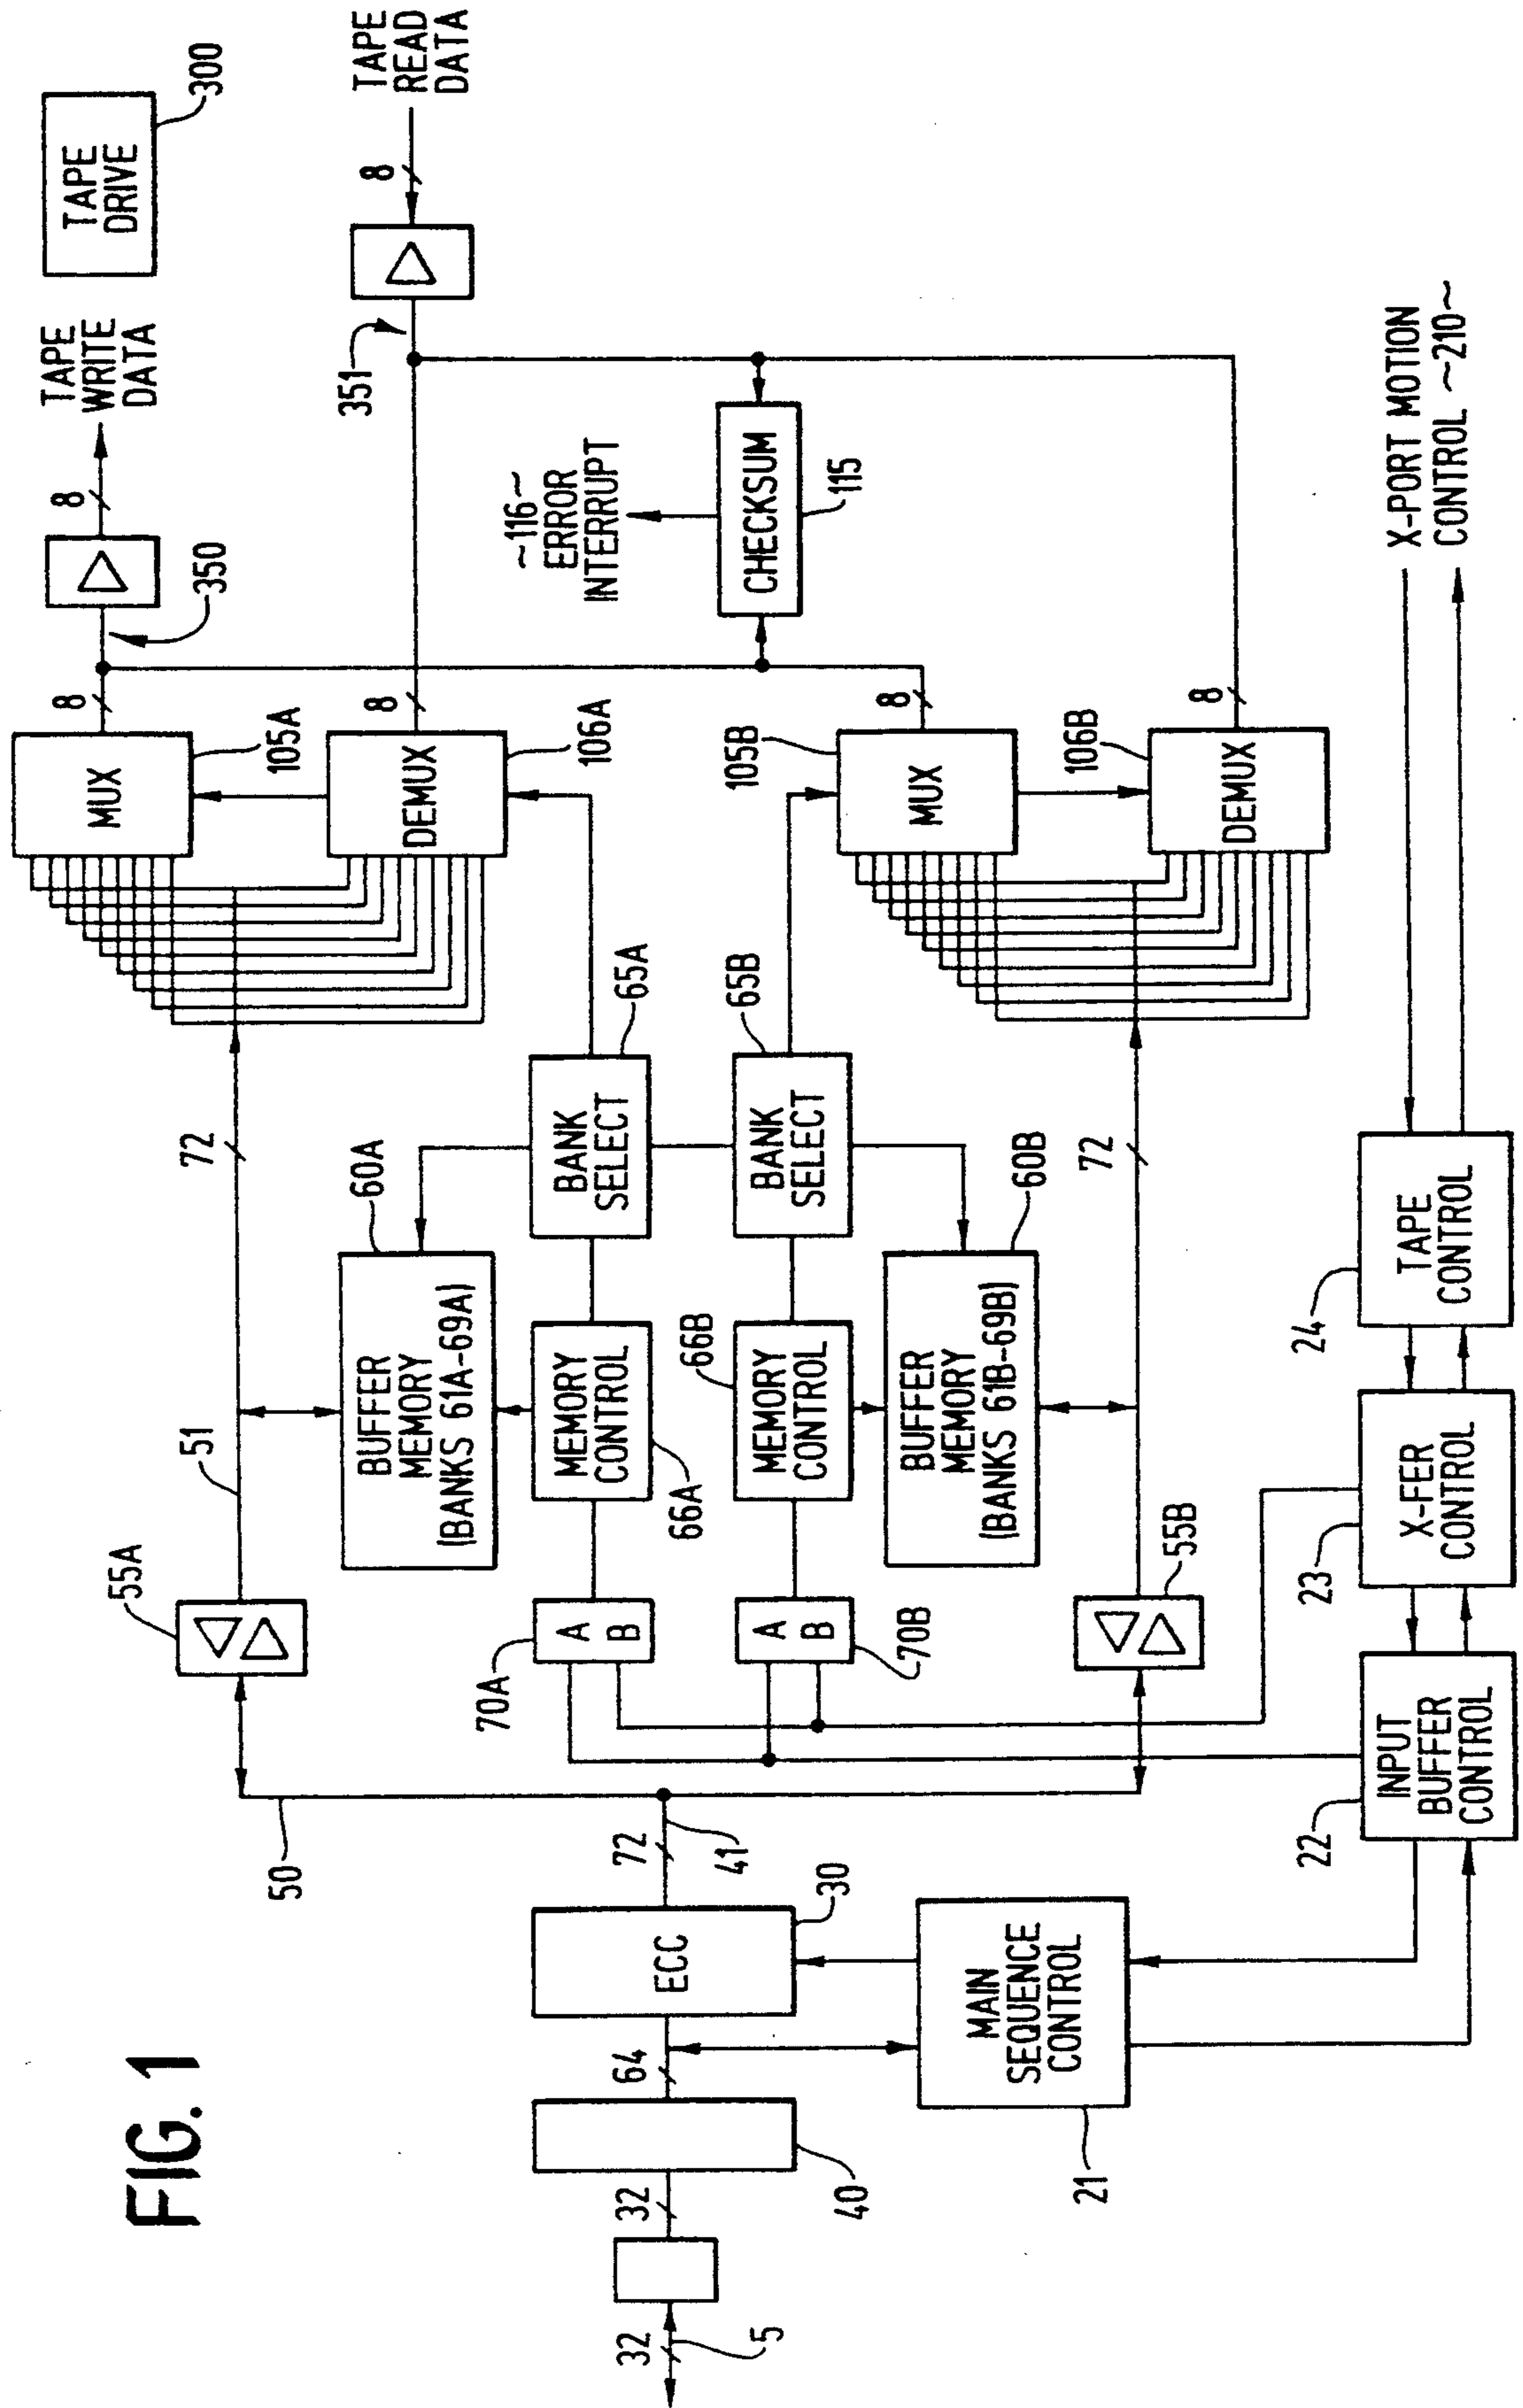 FIG. 1
32
5
32
40
64
ECC
30
72
41
50
MAIN
SEQUENCE
CONTROL
21
55A
51
72
60A
BUFFER
MEMORY
(BANKS 61A-69A)
70A
A
B
MEMORY
CONTROL
66A
BANK
SELECT
65A
A
B
70B
66B
MEMORY
CONTROL
65B
BANK
SELECT
BUFFER
MEMORY
(BANKS 61B-69B)
60B
55B
72
22
INPUT
BUFFER
CONTROL
23
X-FER
CONTROL
24
TAPE
CONTROL
MUX
105A
8
350
8
TAPE
WRITE
DATA
TAPE
DRIVE
300
DEMUX
106A
8
351
8
TAPE
READ
DATA
~116~
ERROR
INTERRUPT
CHECKSUM
115
105B
MUX
8
106B
DEMUX
8
X-PORT MOTION
CONTROL ~210~